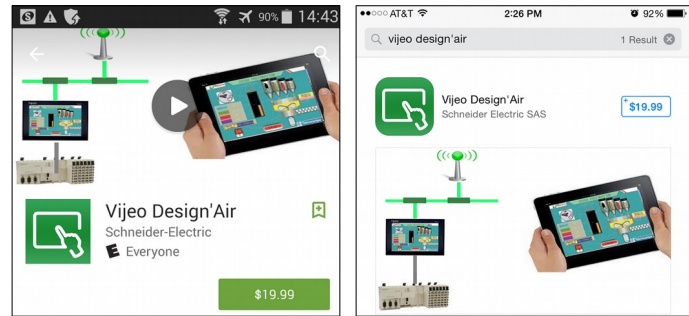 90% 14:43
Vijeo Design'Air
Schneider-Electric
Everyone
$19.99
AT&T 2:26 PM 92%
vijeo design'air 1 Result
Vijeo Design'Air
Schneider Electric SAS
+ $19.99